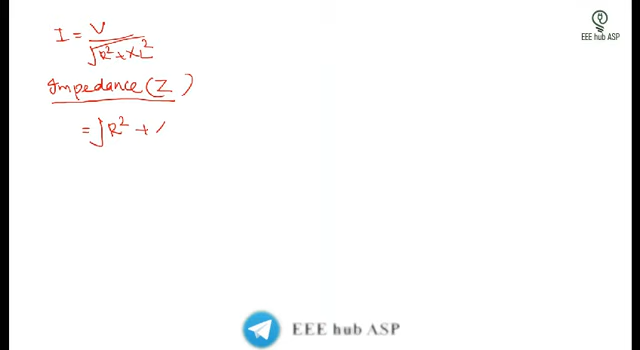 I = V / √R² + XL²
EEE hub ASP
Impedance (Z)
= √R² +
EEE hub ASP